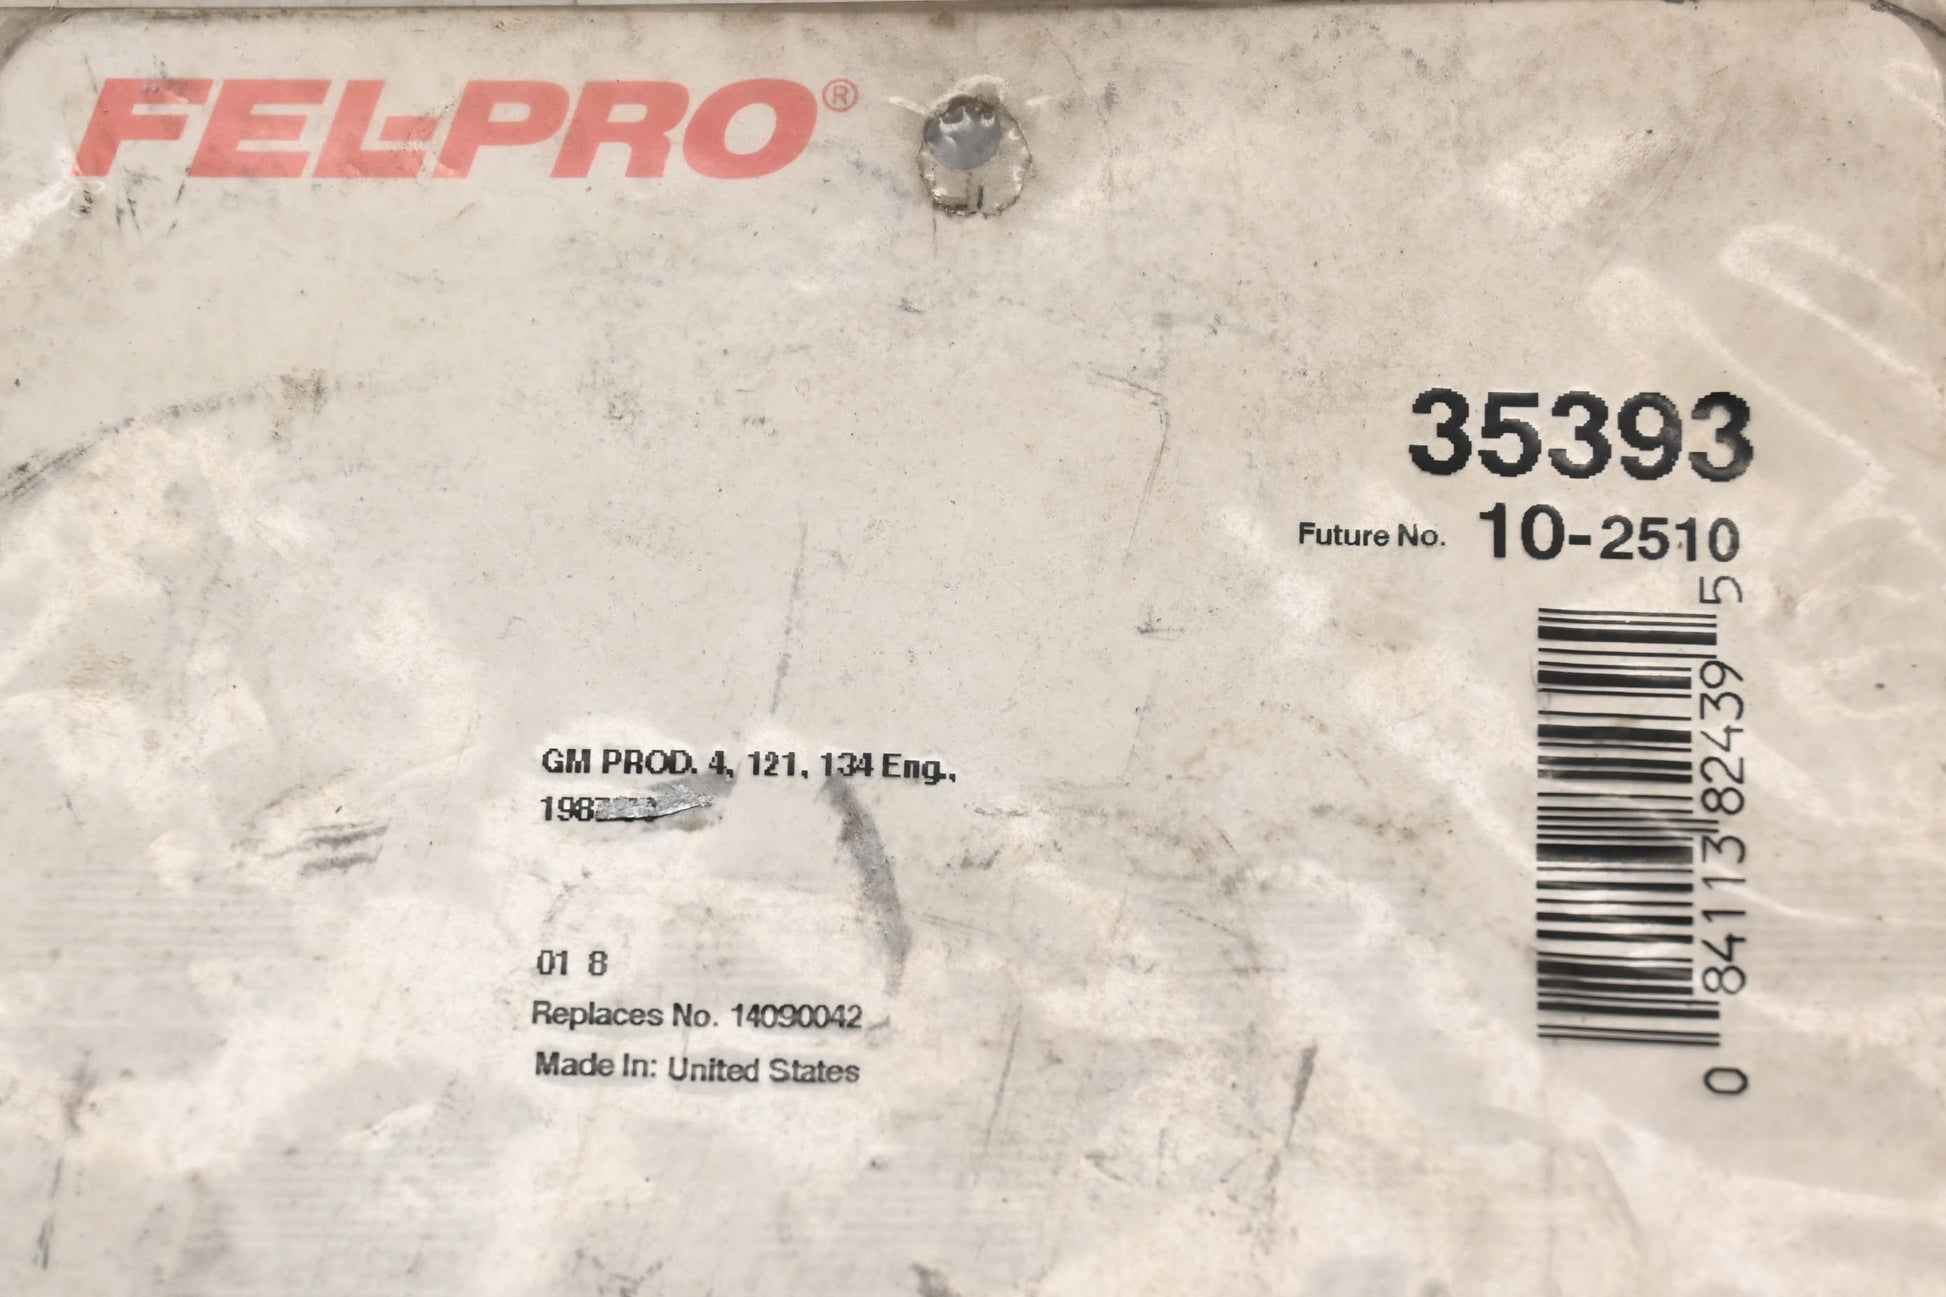 FEL-PRO®
35393
Future No. 10-2510
GM PROD. 4, 121, 134 Eng.,
01 8
Replaces No. 14090042
Made In: United States
0 84113 82439 5